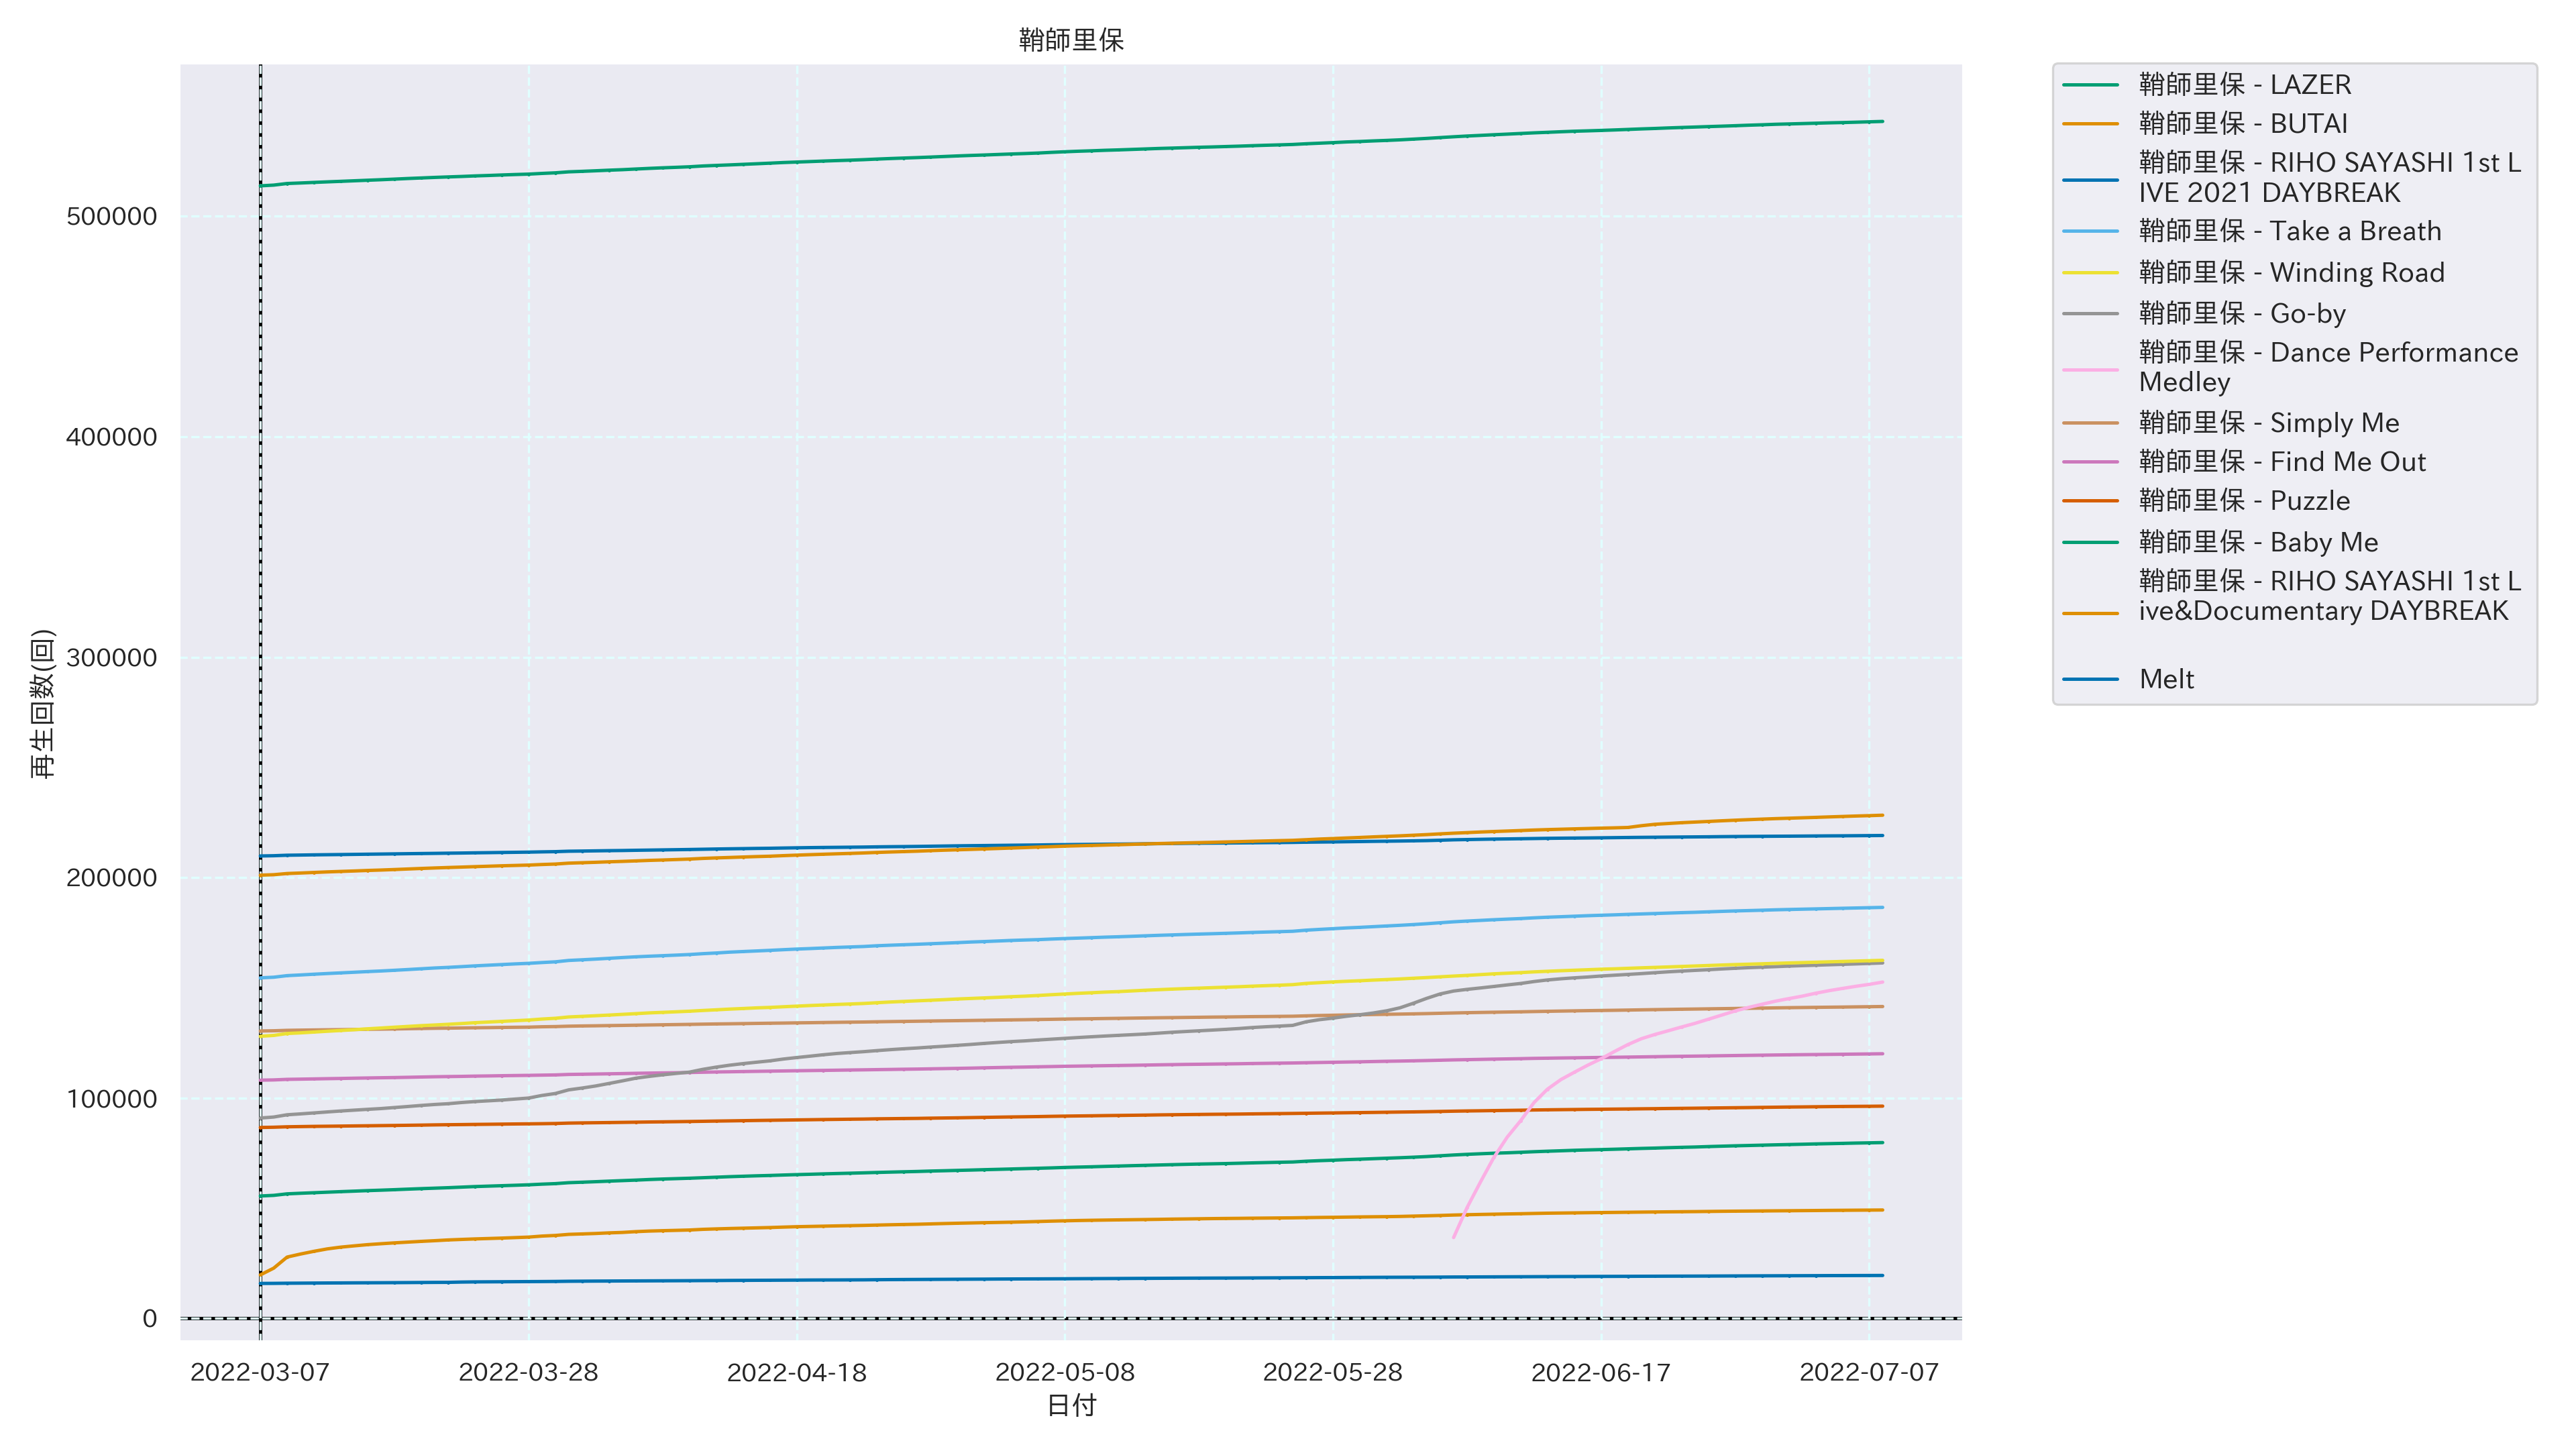 鞘師里保
再生回数(回)
500000
400000
300000
200000
100000
0
2022-03-07
2022-03-28
2022-04-18
2022-05-08
2022-05-28
2022-06-17
2022-07-07
日付
鞘師里保 - LAZER
鞘師里保 - BUTAI
鞘師里保 - RIHO SAYASHI 1st L
IVE 2021 DAYBREAK
鞘師里保 - Take a Breath
鞘師里保 - Winding Road
鞘師里保 - Go-by
鞘師里保 - Dance Performance
Medley
鞘師里保 - Simply Me
鞘師里保 - Find Me Out
鞘師里保 - Puzzle
鞘師里保 - Baby Me
鞘師里保 - RIHO SAYASHI 1st L
ive&Documentary DAYBREAK
Melt